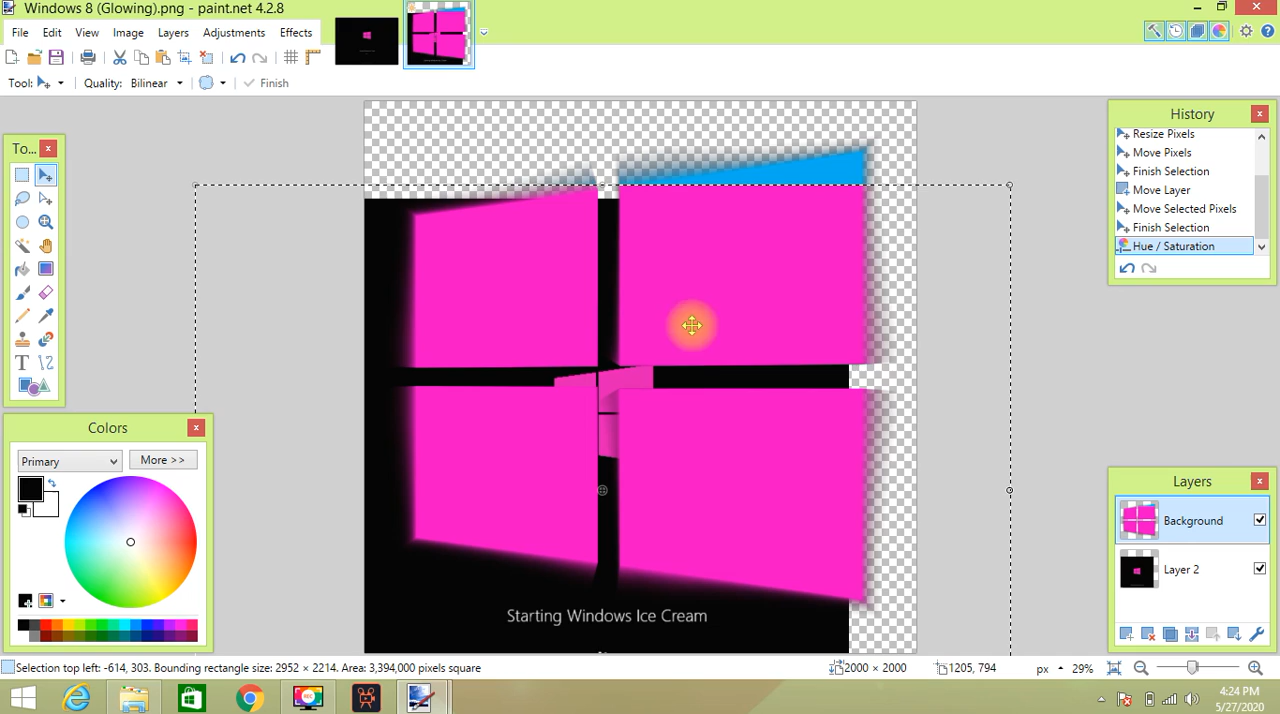 Windows 8 (Glowing).png - paint.net 4.2.8
File Edit View Image Layers Adjustments Effects
Tool: Quality: Bilinear Finish
To...
History
Resize Pixels
Move Pixels
Finish Selection
Move Layer
Move Selected Pixels
Finish Selection
Hue / Saturation
Colors
Primary
More >>
Layers
Background
Layer 2
Starting Windows Ice Cream
Selection top left: -614, 303. Bounding rectangle size: 2952 × 2214. Area: 3,394,000 pixels square
2000 × 2000
1205, 794
px
29%
REC
4:24 PM
5/27/2020